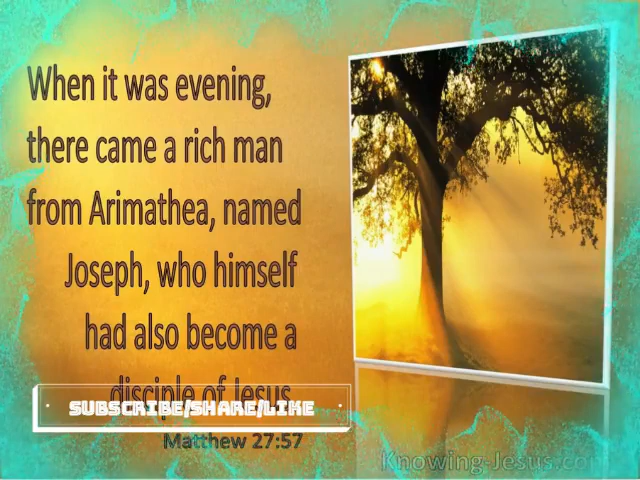 When it was evening,
there came a rich man
from Arimathea, named
Joseph, who himself
had also become a
disciple of Jesus
SUBSCRIBE/SHARE/LIKE
Matthew 27:57
Knowing-Jesus.com